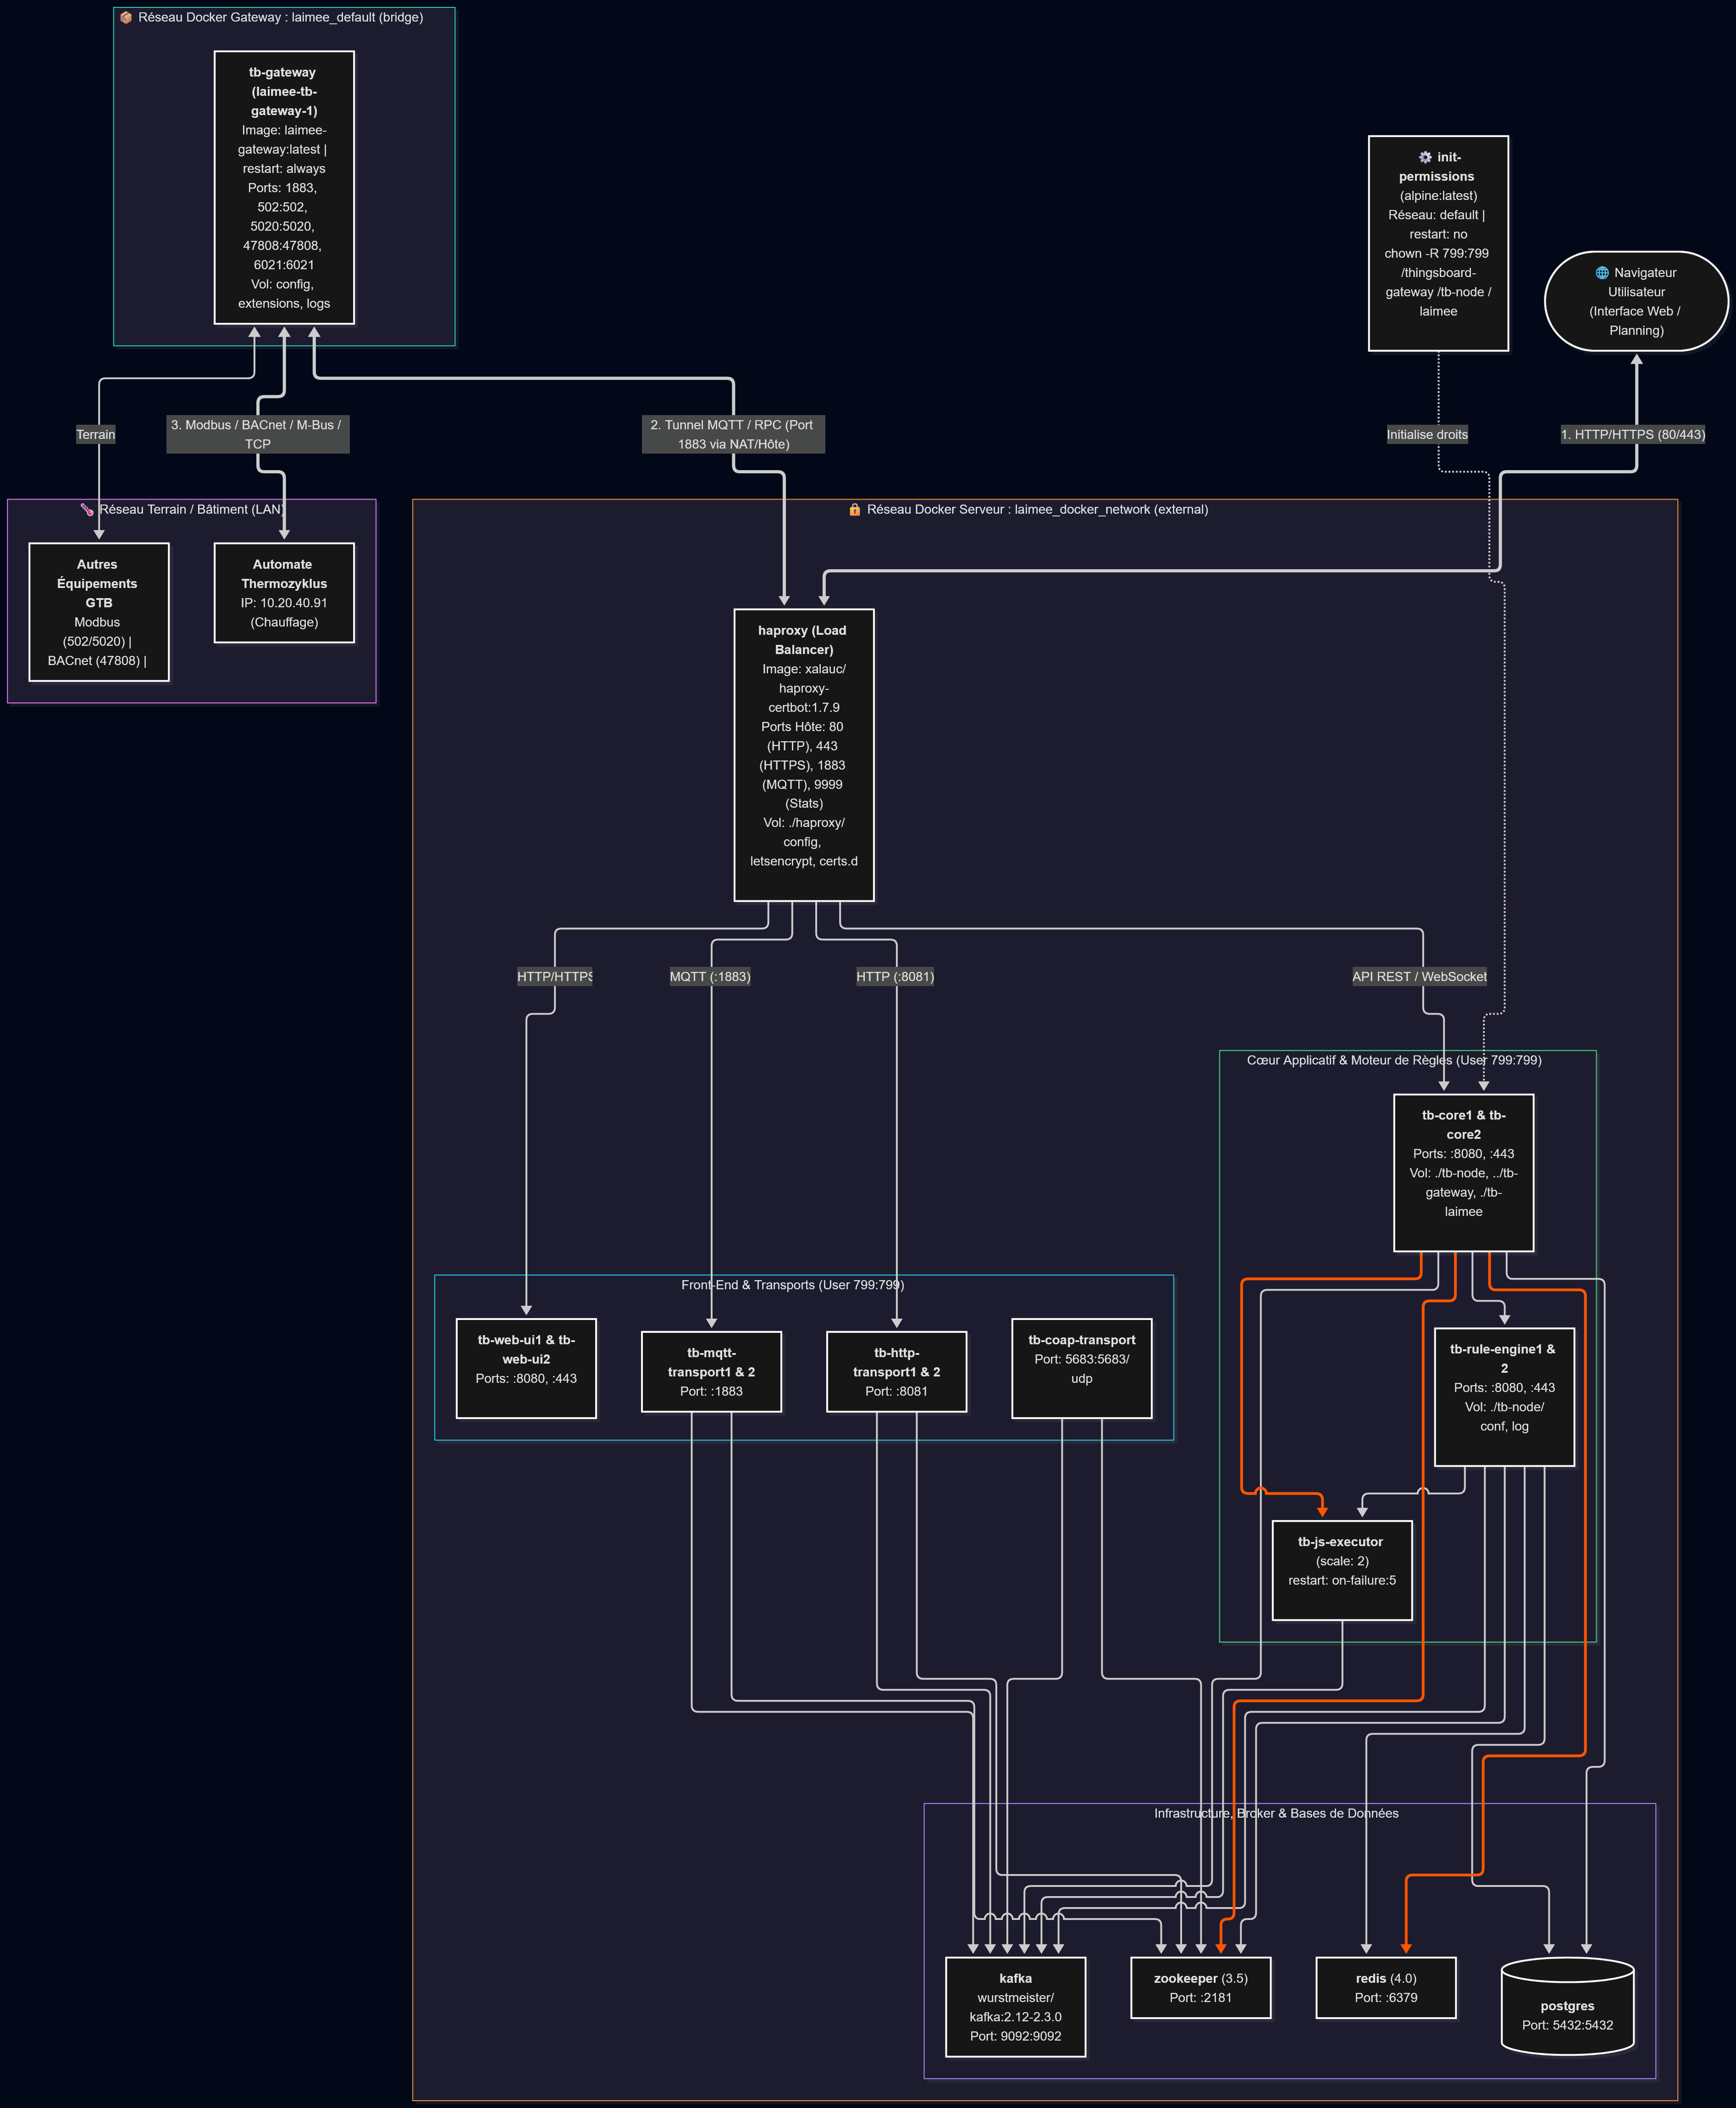 📦 Réseau Docker Gateway : laimee_default (bridge)
tb-gateway
(laimee-tb-
gateway-1)
Image: laimee-
gateway:latest |
restart: always
Ports: 1883,
502:502,
5020:5020,
47808:47808,
6021:6021
Vol: config,
extensions, logs
⚙️ init-
permissions
(alpine:latest)
Réseau: default |
restart: no
chown -R 799:799
/thingsboard-
gateway /tb-node /
laimee
🌐 Navigateur
Utilisateur
(Interface Web /
Planning)
Terrain
3. Modbus / BACnet / M-Bus /
TCP
2. Tunnel MQTT / RPC (Port
1883 via NAT/Hôte)
Initialise droits
1. HTTP/HTTPS (80/443)
🌡️ Réseau Terrain / Bâtiment (LAN)
Autres
Équipements
GTB
Modbus
(502/5020) |
BACnet (47808) |
Automate
Thermozyklus
IP: 10.20.40.91
(Chauffage)
🔒 Réseau Docker Serveur : laimee_docker_network (external)
haproxy (Load
Balancer)
Image: xalauc/
haproxy-
certbot:1.7.9
Ports Hôte: 80
(HTTP), 443
(HTTPS), 1883
(MQTT), 9999
(Stats)
Vol: ./haproxy/
config,
letsencrypt, certs.d
HTTP/HTTPS
MQTT (:1883)
HTTP (:8081)
API REST / WebSocket
Cœur Applicatif & Moteur de Règles (User 799:799)
tb-core1 & tb-
core2
Ports: :8080, :443
Vol: ./tb-node, ../tb-
gateway, ./tb-
laimee
Front-End & Transports (User 799:799)
tb-web-ui1 & tb-
web-ui2
Ports: :8080, :443
tb-mqtt-
transport1 & 2
Port: :1883
tb-http-
transport1 & 2
Port: :8081
tb-coap-transport
Port: 5683:5683/
udp
tb-rule-engine1 &
2
Ports: :8080, :443
Vol: ./tb-node/
conf, log
tb-js-executor
(scale: 2)
restart: on-failure:5
Infrastructure, Broker & Bases de Données
kafka
wurstmeister/
kafka:2.12-2.3.0
Port: 9092:9092
zookeeper (3.5)
Port: :2181
redis (4.0)
Port: :6379
postgres
Port: 5432:5432